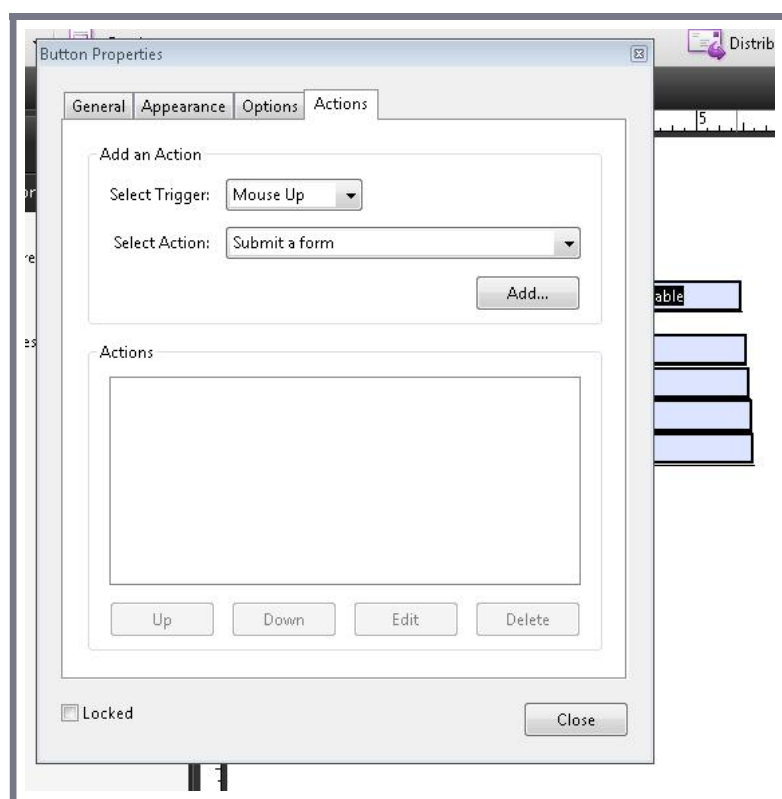 Distrib
Button Properties
General Appearance Options Actions
5
Add an Action
Select Trigger: Mouse Up
Select Action: Submit a form
Add...
able
Actions
Up Down Edit Delete
Locked
Close